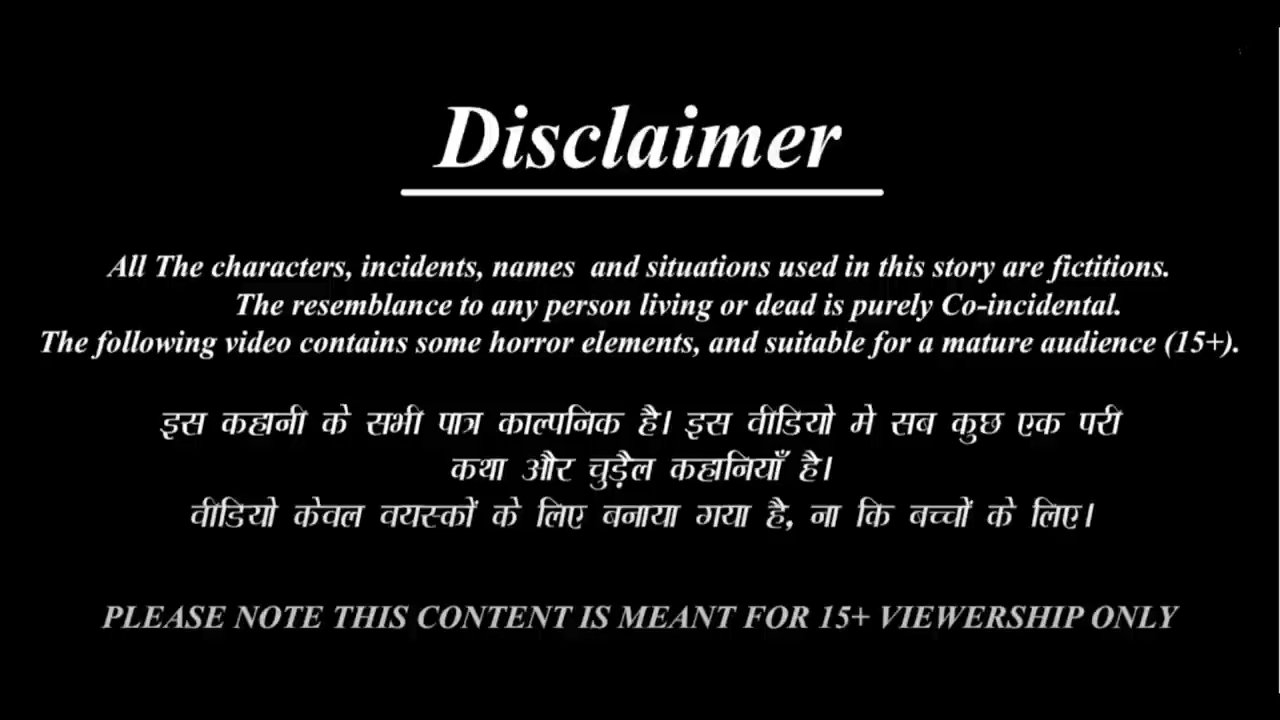 Disclaimer
All The characters, incidents, names and situations used in this story are fictitions.
The resemblance to any person living or dead is purely Co-incidental.
The following video contains some horror elements, and suitable for a mature audience (15+).
इस कहानी के सभी पात्र काल्पनिक है। इस वीडियो मे सब कुछ एक परी
कथा और चुड़ैल कहानियाँ है।
वीडियो केवल वयस्कों के लिए बनाया गया है, ना कि बच्चों के लिए।
PLEASE NOTE THIS CONTENT IS MEANT FOR 15+ VIEWERSHIP ONLY